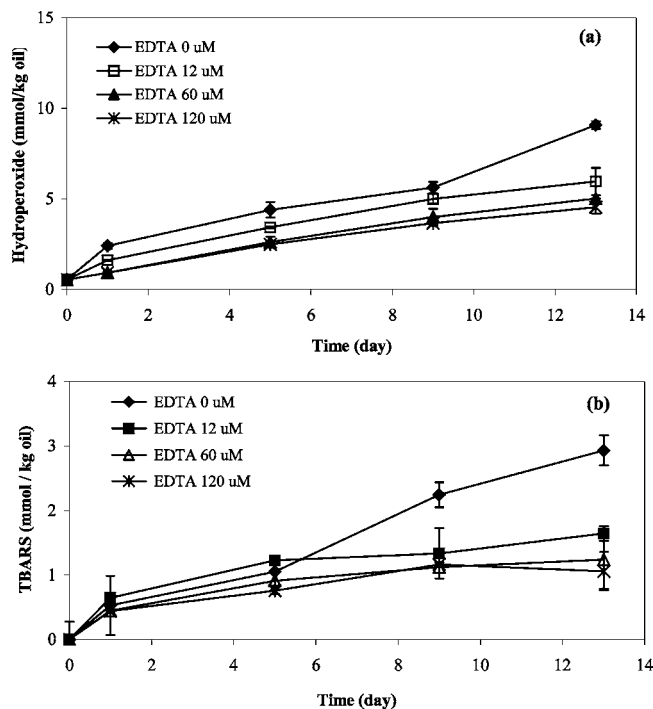 (a)
EDTA 0 uM
EDTA 12 uM
EDTA 60 uM
EDTA 120 uM
Hydroperoxide (mmol/kg oil)
15
10
5
0
0 2 4 6 8 10 12 14
Time (day)
(b)
EDTA 0 uM
EDTA 12 uM
EDTA 60 uM
EDTA 120 uM
TBARS (mmol / kg oil)
4
3
2
1
0
0 2 4 6 8 10 12 14
Time (day)